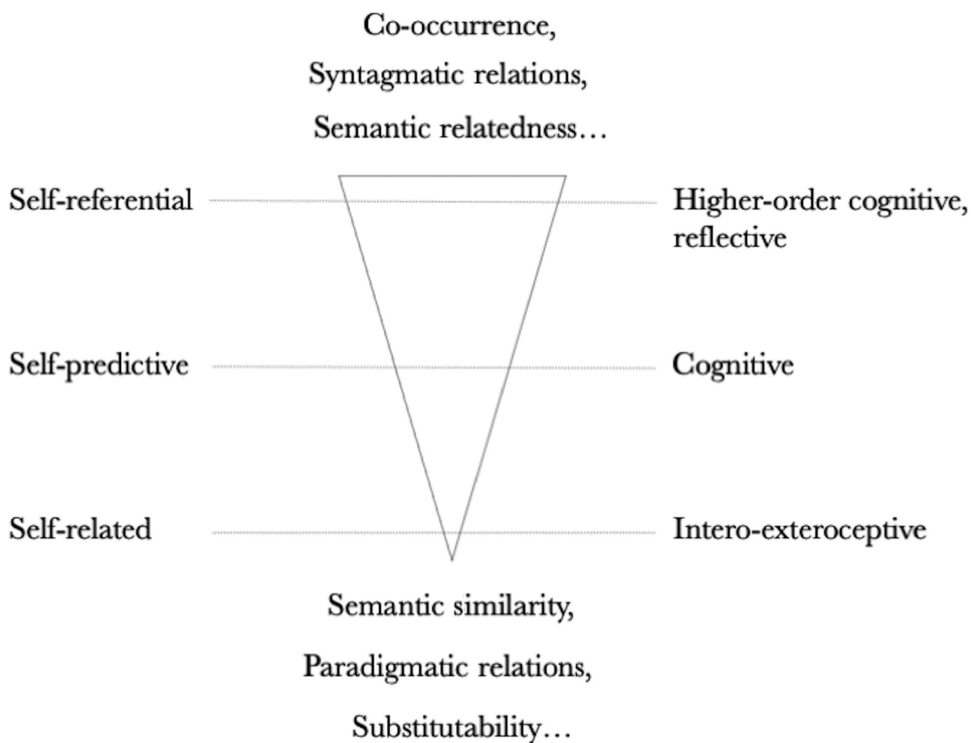 Co-occurrence,
Syntagmatic relations,
Semantic relatedness…
Self-referential
Higher-order cognitive,
reflective
Self-predictive
Cognitive
Self-related
Intero-exteroceptive
Semantic similarity,
Paradigmatic relations,
Substitutability…